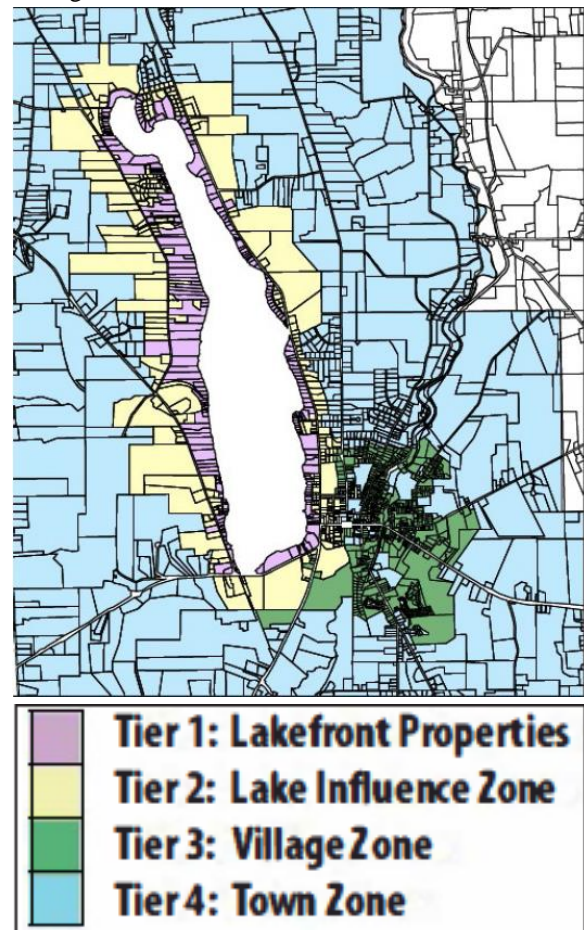 Tier 1: Lakefront Properties
Tier 2: Lake Influence Zone
Tier 3: Village Zone
Tier 4: Town Zone